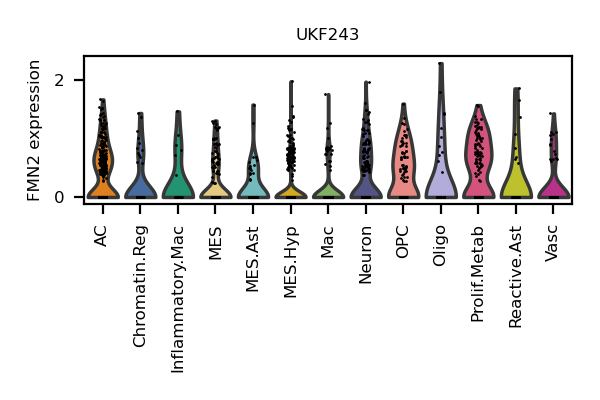 UKF243
FMN2 expression
2
0
AC
Chromatin.Reg
Inflammatory.Mac
MES
MES.Ast
MES.Hyp
Mac
Neuron
OPC
Oligo
Prolif.Metab
Reactive.Ast
Vasc